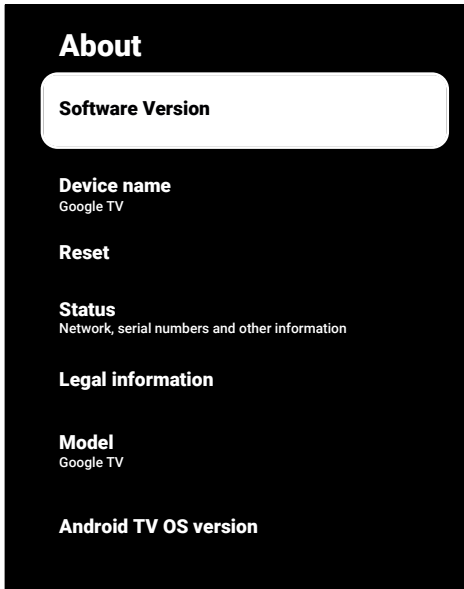 About
Software Version
Device name
Google TV
Reset
Status
Network, serial numbers and other information
Legal information
Model
Google TV
Android TV OS version